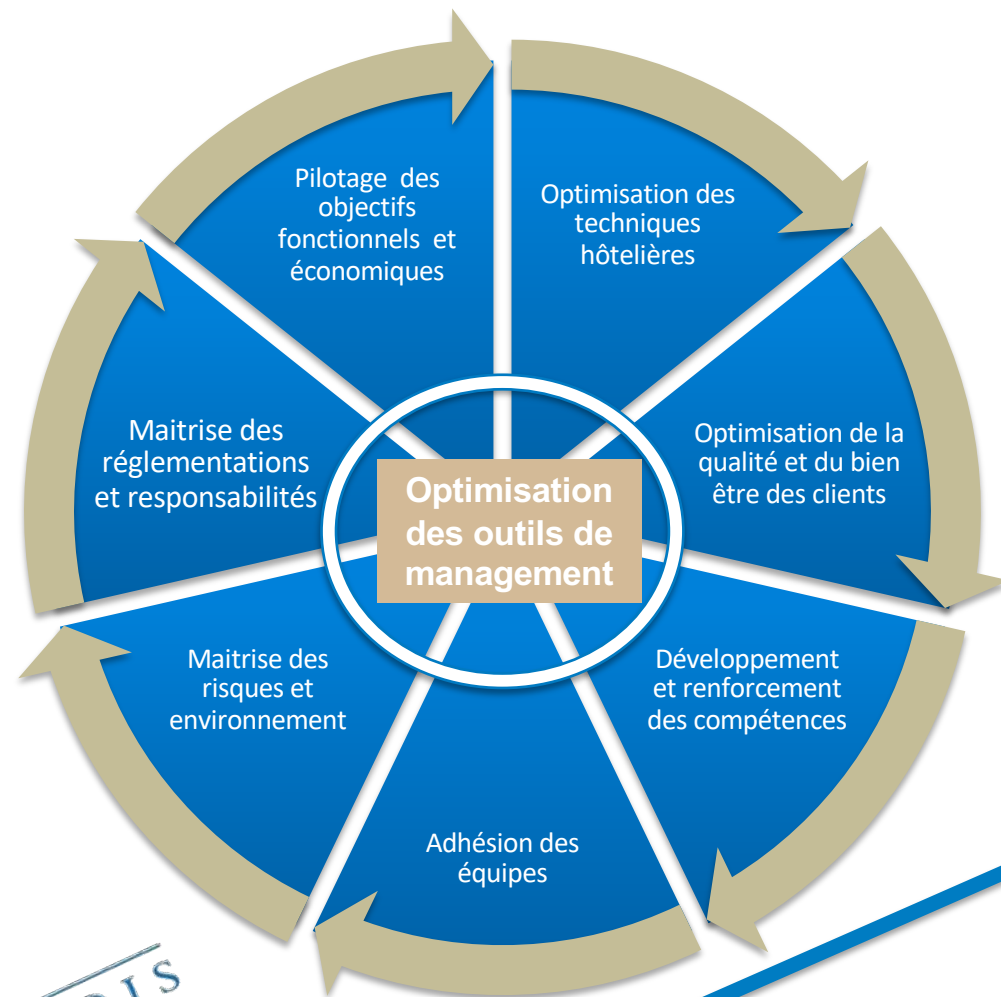 Pilotage des
objectifs
fonctionnels et
économiques
Optimisation des
techniques
hôtelières
Optimisation de la
qualité et du bien
être des clients
Développement
et renforcement
des compétences
Adhésion des
équipes
Maitrise des
risques et
environnement
Maitrise des
réglementations
et responsabilités
Optimisation
des outils de
management